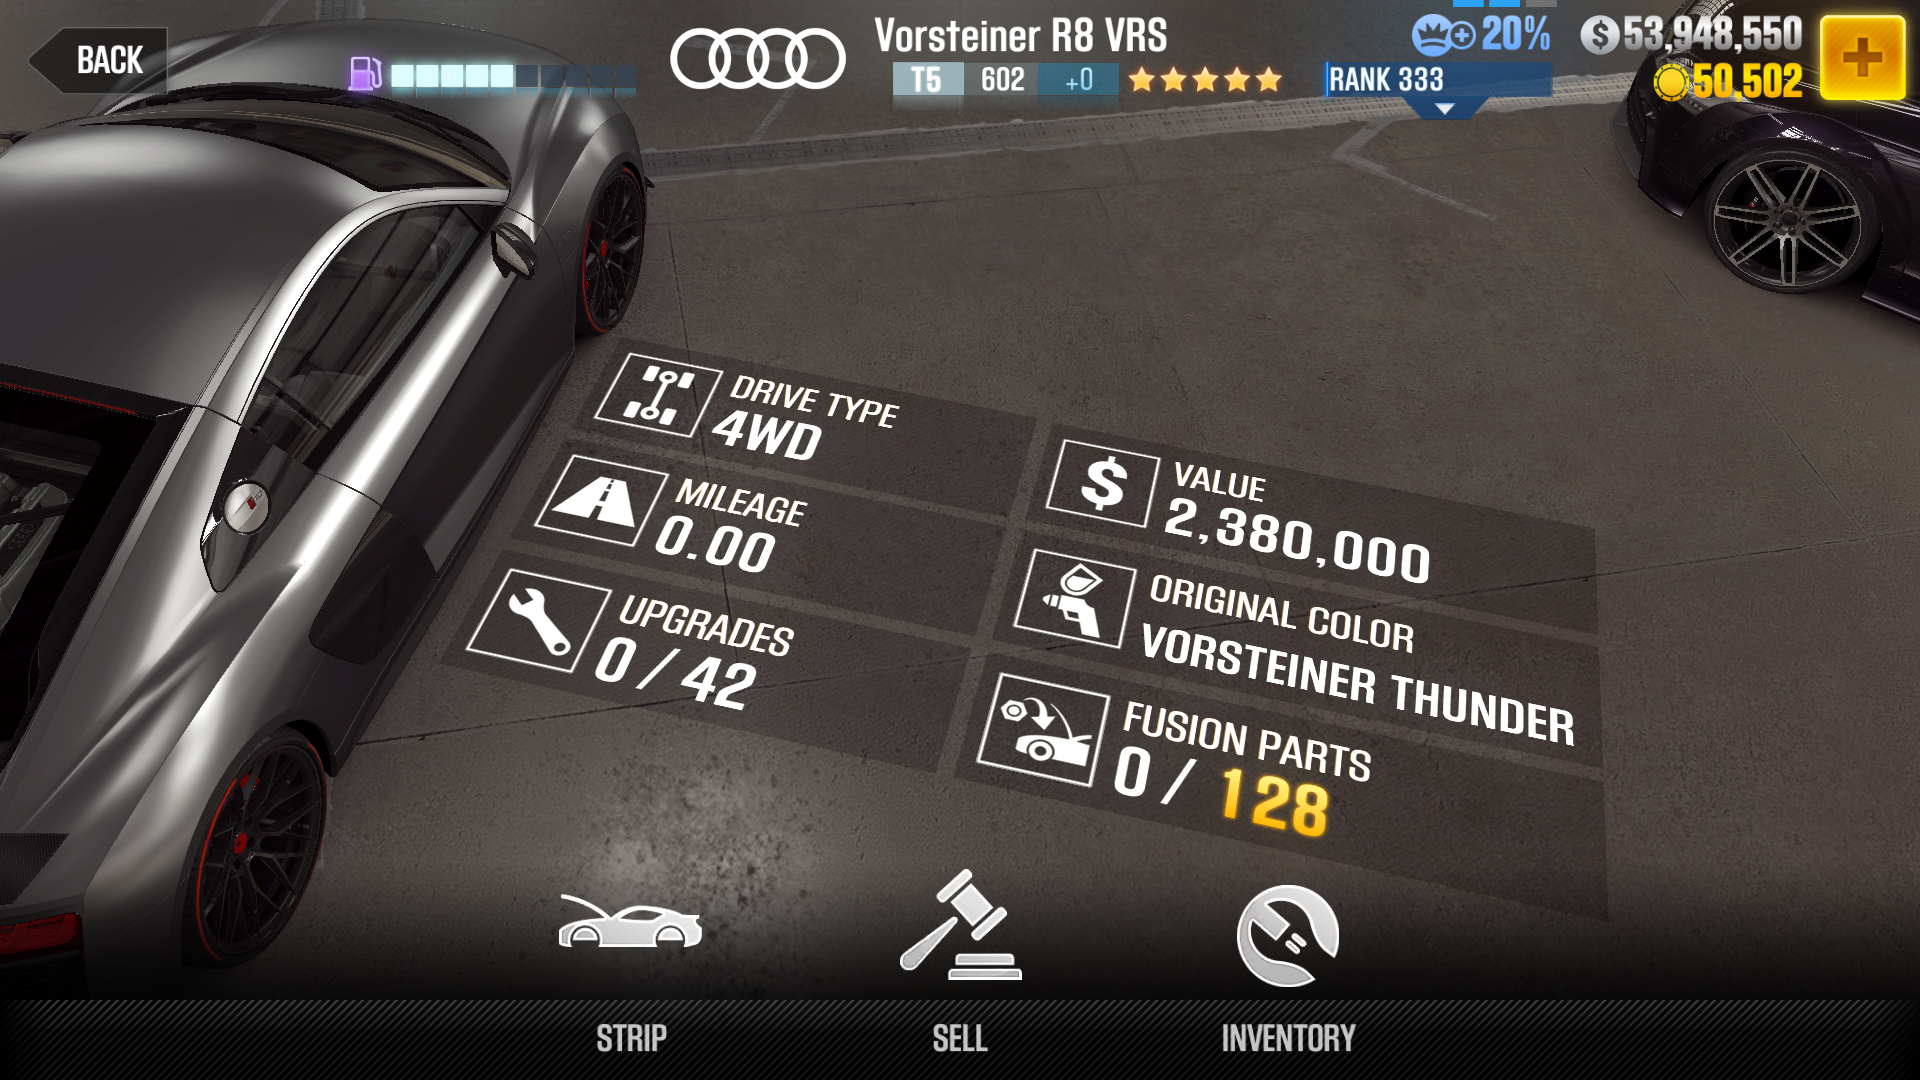 BACK
Vorsteiner R8 VRS
T5 602 +0
20%
RANK 333
53,948,550
50,502
DRIVE TYPE
4WD
MILEAGE
0.00
UPGRADES
0 / 42
VALUE
2,380,000
ORIGINAL COLOR
VORSTEINER THUNDER
FUSION PARTS
0 / 128
STRIP
SELL
INVENTORY